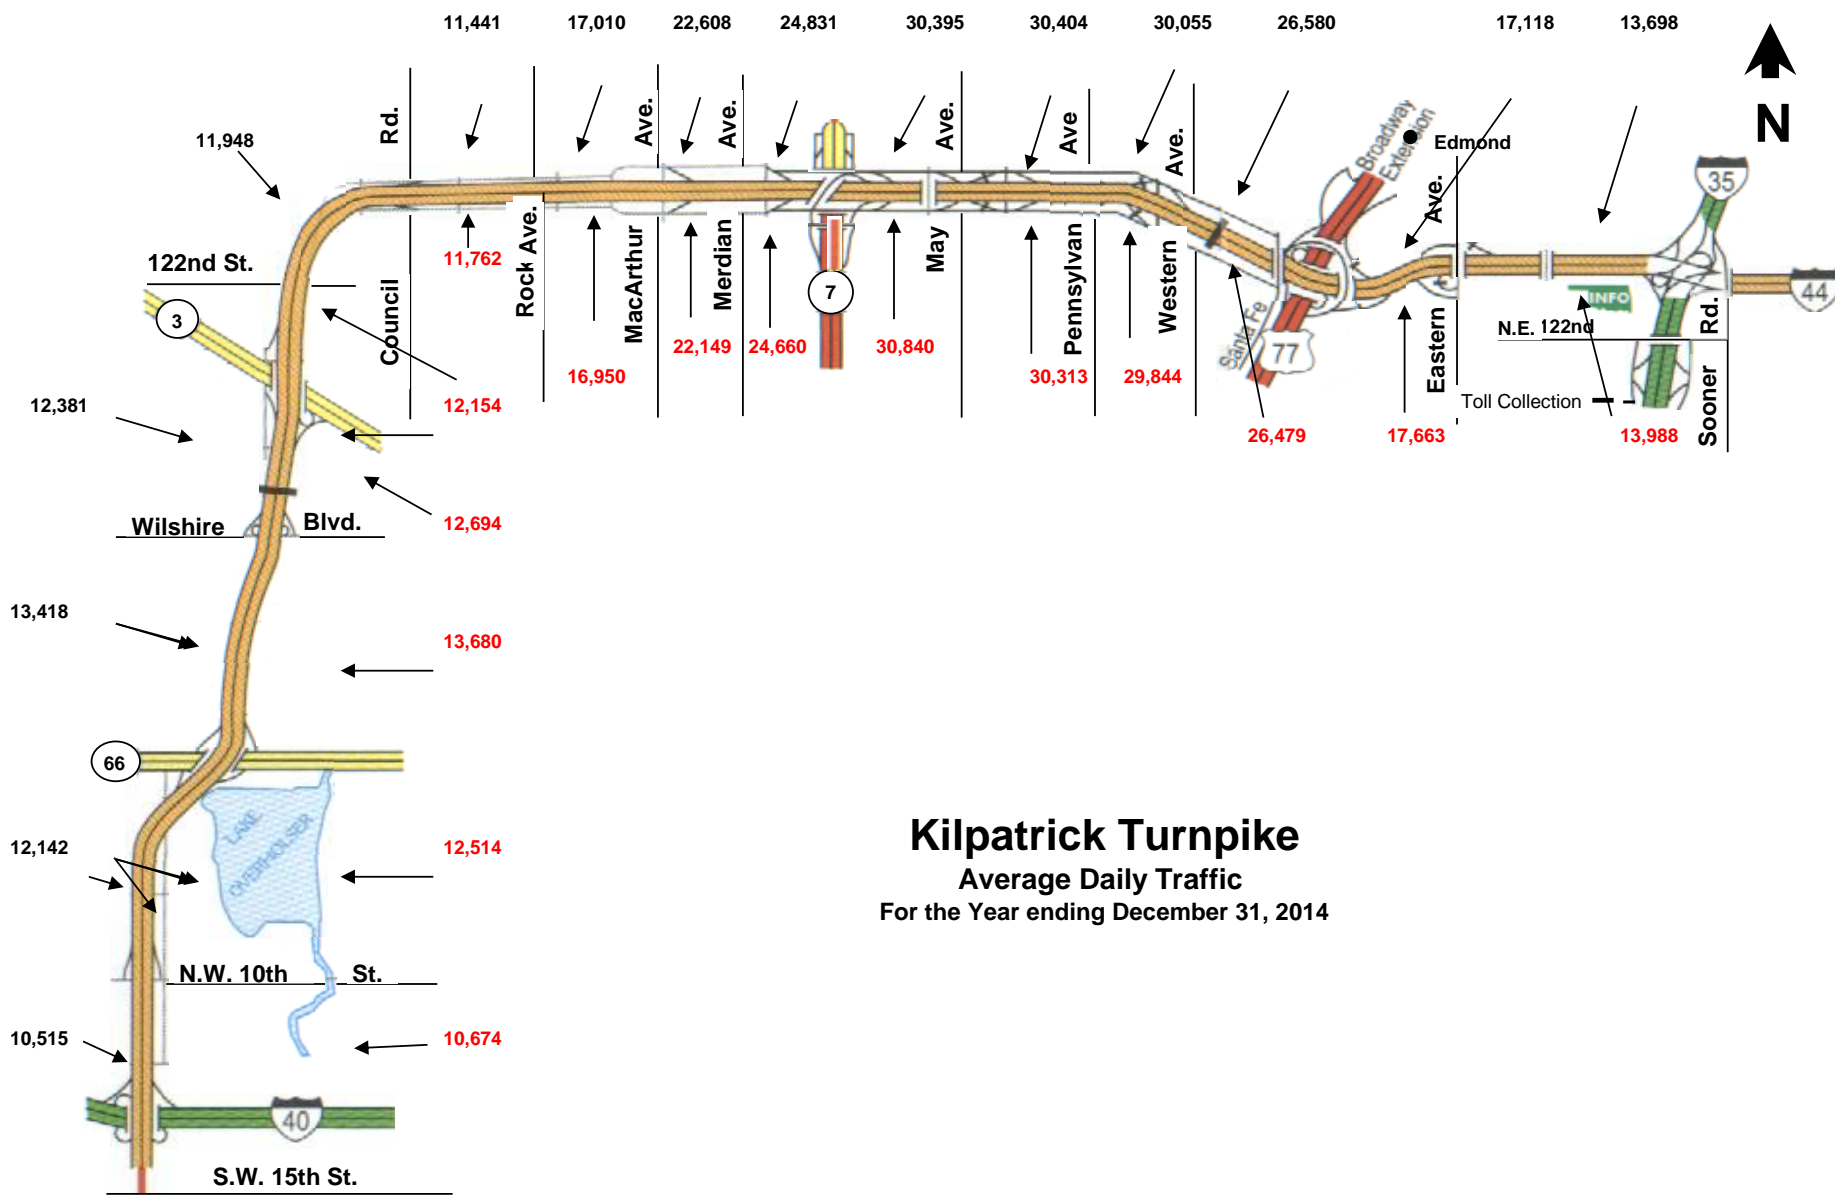 11,441 17,010 22,608 24,831 30,395 30,404 30,055 26,580 17,118 13,698
N
Rd.
Ave.
Ave.
Ave.
Ave
Ave.
Broadway
Extension
Edmond
Ave.
35
11,948
122nd St.
3
Council
11,762
Rock Ave.
MacArthur
Merdian
7
May
Pennsylvan
Western
Santa Fe
77
Eastern
INFO
44
N.E. 122nd
Rd.
Sooner
Toll Collection
16,950
22,149
24,660
30,840
30,313
29,844
26,479
17,663
13,988
12,381
12,154
12,694
Wilshire Blvd.
13,418
13,680
66
LAKE
OVERHOLSER
12,142
12,514
Kilpatrick Turnpike
Average Daily Traffic
For the Year ending December 31, 2014
N.W. 10th St.
10,515
10,674
40
S.W. 15th St.